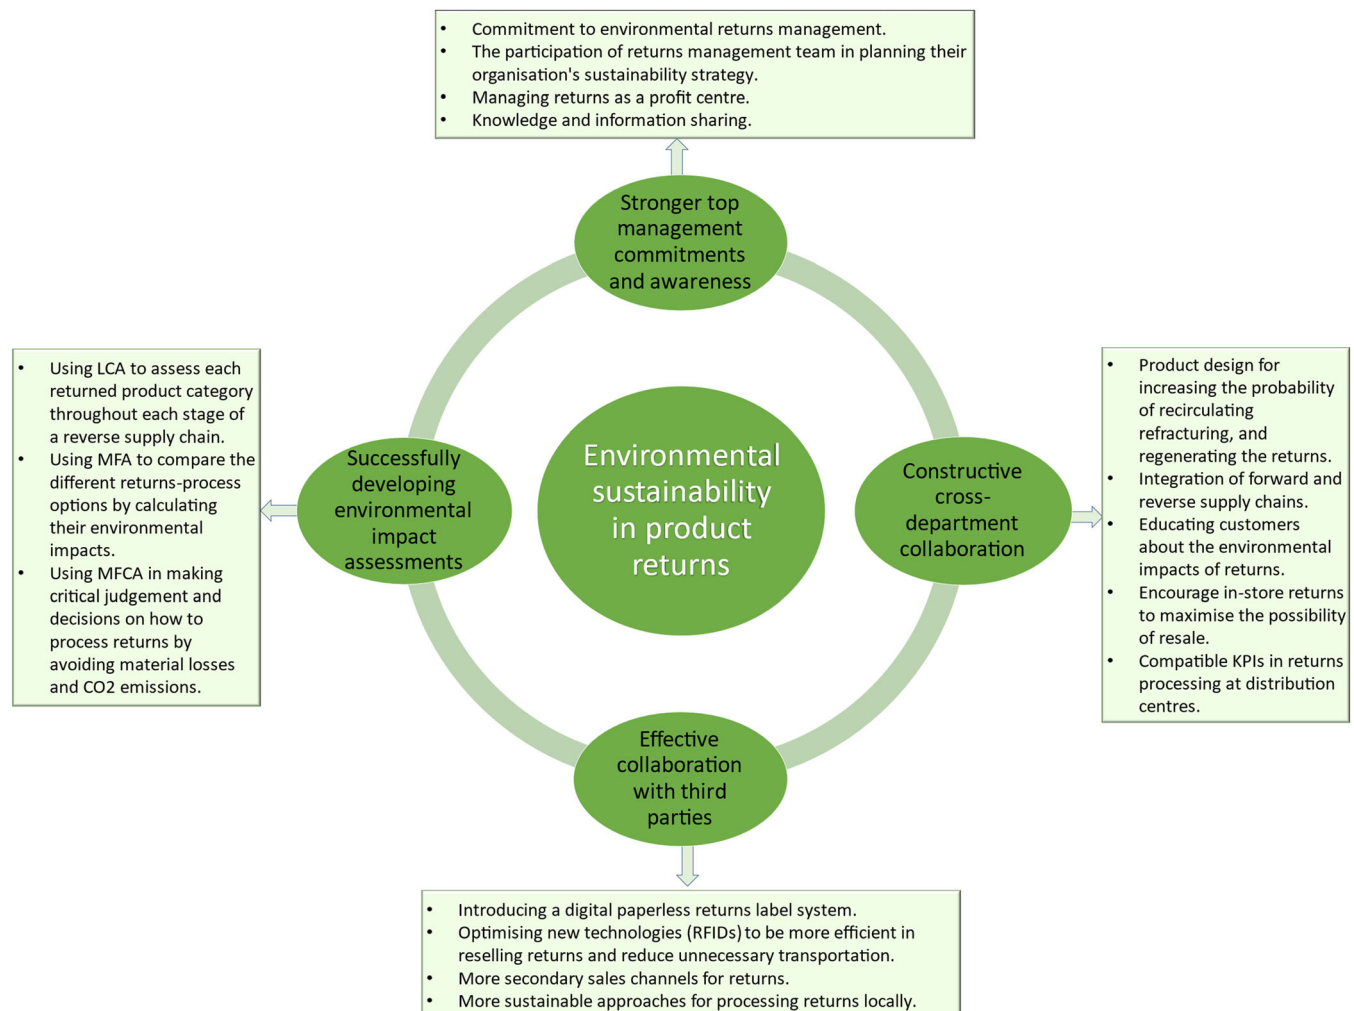 • Commitment to environmental returns management.
• The participation of returns management team in planning their
organisation's sustainability strategy.
• Managing returns as a profit centre.
• Knowledge and information sharing.
Stronger top
management
commitments
and awareness
• Using LCA to assess each
returned product category
throughout each stage of
a reverse supply chain.
• Using MFA to compare the
different returns-process
options by calculating
their environmental
impacts.
• Using MFCA in making
critical judgement and
decisions on how to
process returns by
avoiding material losses
and CO2 emissions.
Successfully
developing
environmental
impact
assessments
Environmental
sustainability
in product
returns
Constructive
cross-
department
collaboration
• Product design for
increasing the probability
of recirculating
refracturing, and
regenerating the returns.
• Integration of forward and
reverse supply chains.
• Educating customers
about the environmental
impacts of returns.
• Encourage in-store returns
to maximise the possibility
of resale.
• Compatible KPIs in returns
processing at distribution
centres.
Effective
collaboration
with third
parties
• Introducing a digital paperless returns label system.
• Optimising new technologies (RFIDs) to be more efficient in
reselling returns and reduce unnecessary transportation.
• More secondary sales channels for returns.
• More sustainable approaches for processing returns locally.